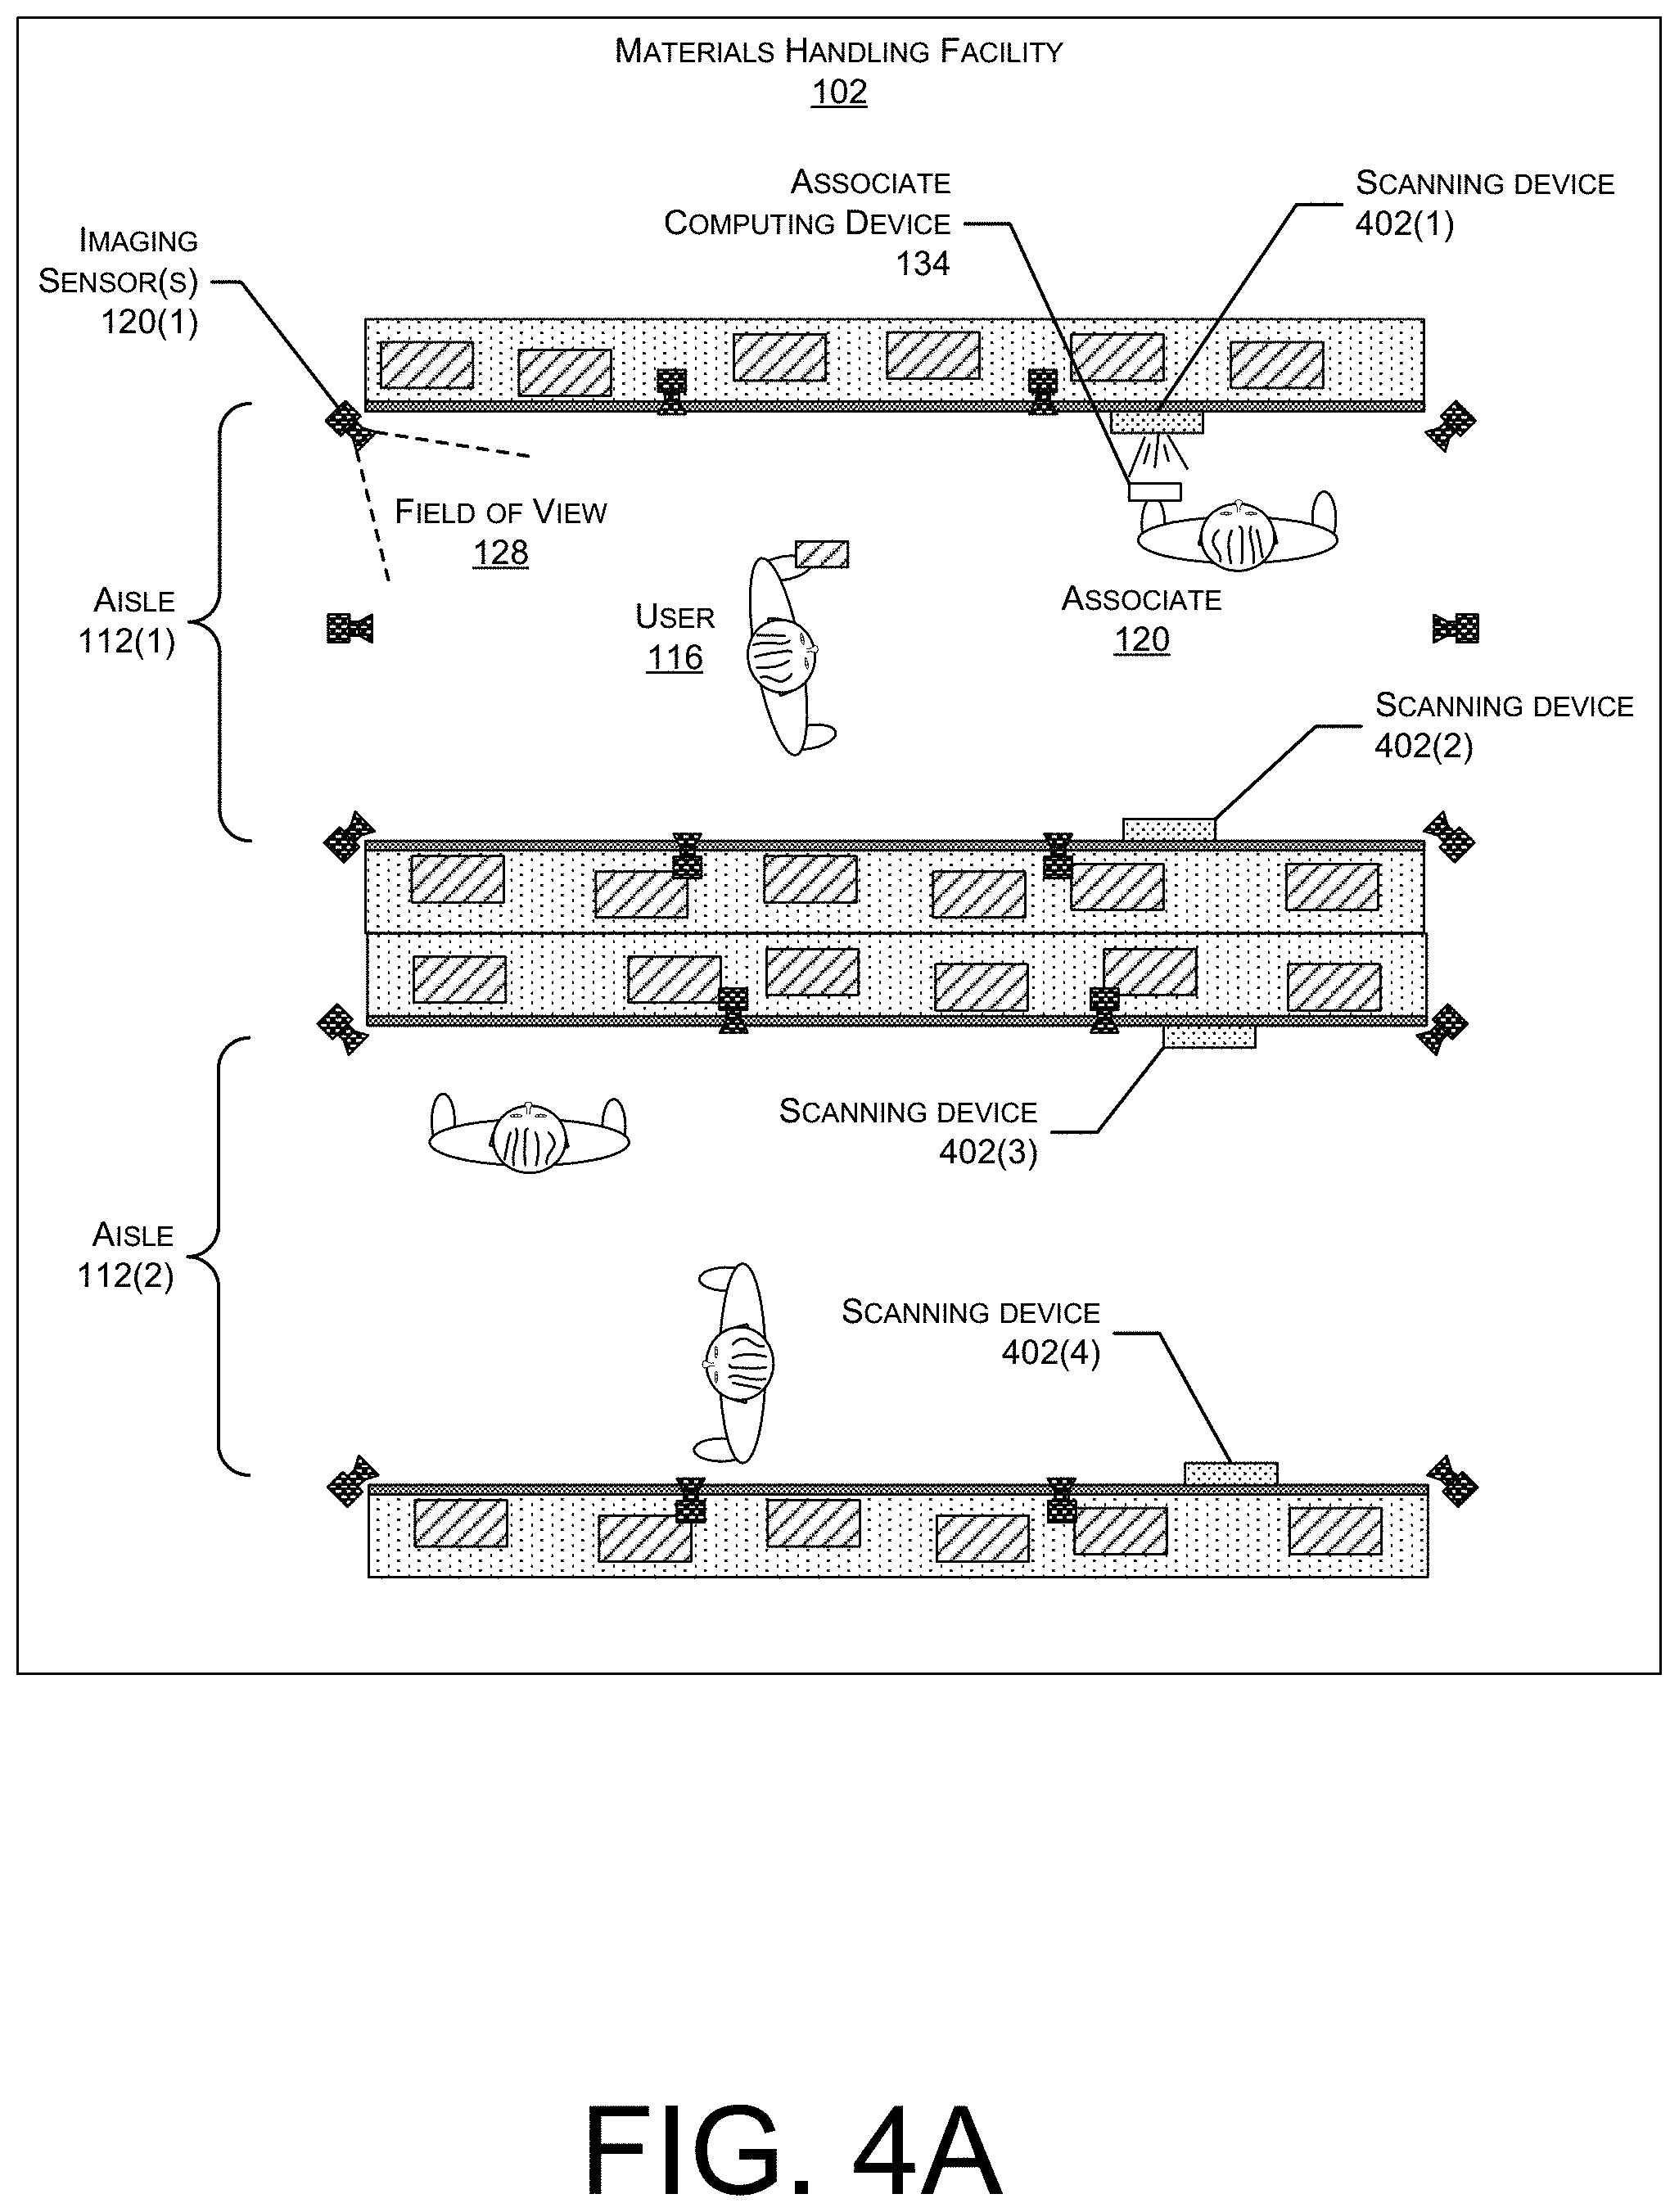 MATERIALS HANDLING FACILITY
102
ASSOCIATE
COMPUTING DEVICE
134
SCANNING DEVICE
402(1)
IMAGING
SENSOR(S)
120(1)
FIELD OF VIEW
128
AISLE
112(1)
USER
116
ASSOCIATE
120
SCANNING DEVICE
402(2)
SCANNING DEVICE
402(3)
AISLE
112(2)
SCANNING DEVICE
402(4)
FIG. 4A